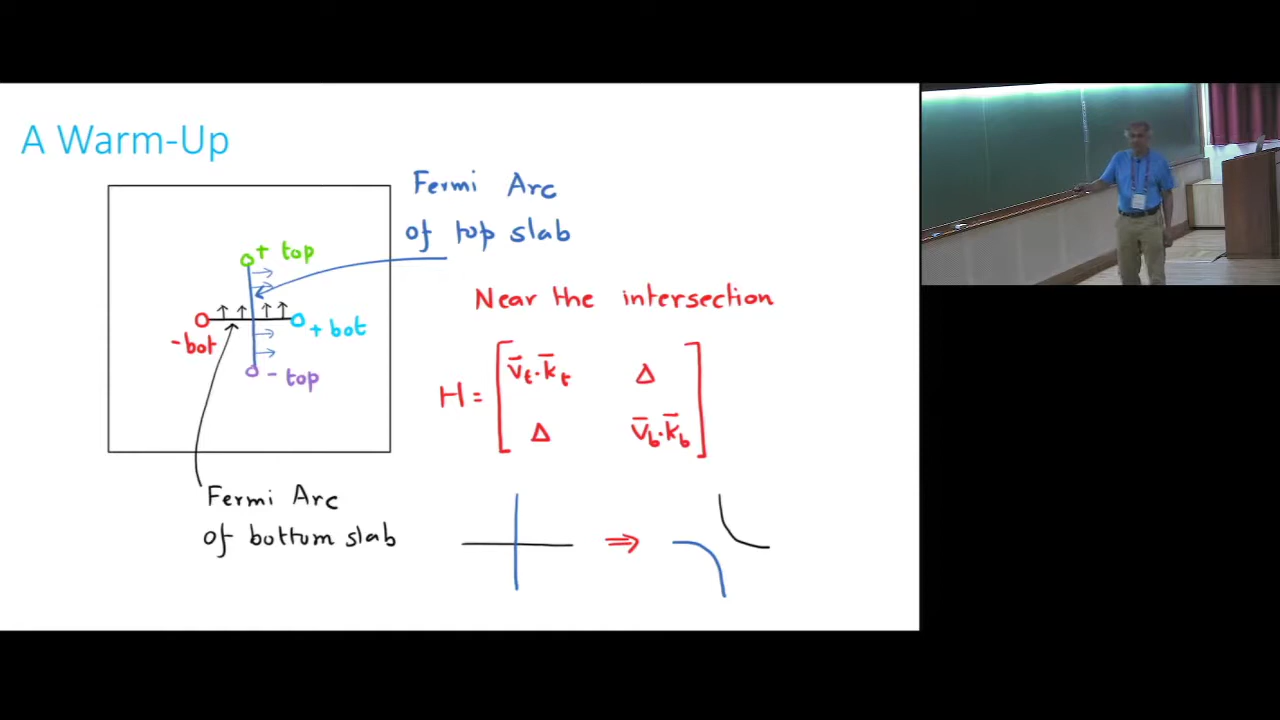 A Warm-Up
Fermi Arc
of top slab
+ top
- bot
+ bot
- top
Near the intersection
H = [ v̄t·k̄t Δ
Δ v̄b·k̄b ]
Fermi Arc
of bottom slab
⇒